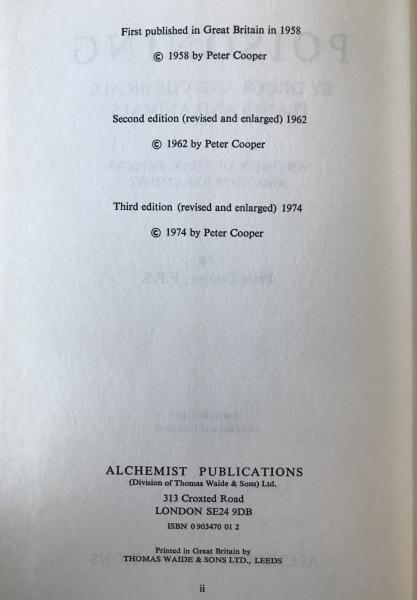 First published in Great Britain in 1958
© 1958 by Peter Cooper
Second edition (revised and enlarged) 1962
© 1962 by Peter Cooper
Third edition (revised and enlarged) 1974
© 1974 by Peter Cooper
ALCHEMIST PUBLICATIONS
(Division of Thomas Waide & Sons) Ltd.
313 Croxted Road
LONDON SE24 9DB
ISBN 0 903470 01 2
Printed in Great Britain by
THOMAS WAIDE & SONS LTD., LEEDS
ii